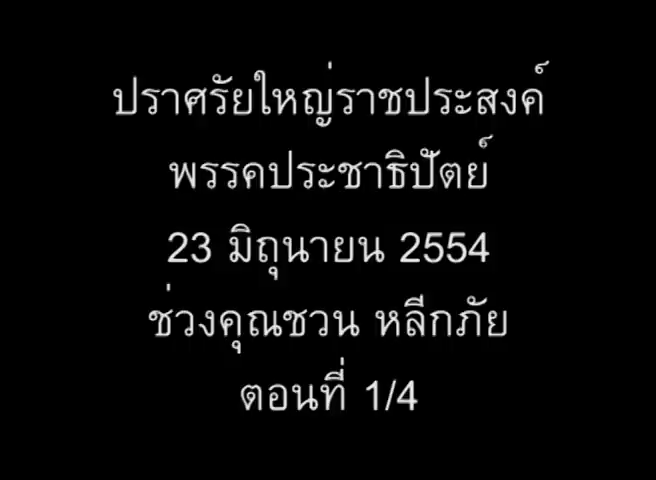 ปราศรัยใหญ่ราชประสงค์
พรรคประชาธิปัตย์
23 มิถุนายน 2554
ช่วงคุณชวน หลีกภัย
ตอนที่ 1/4